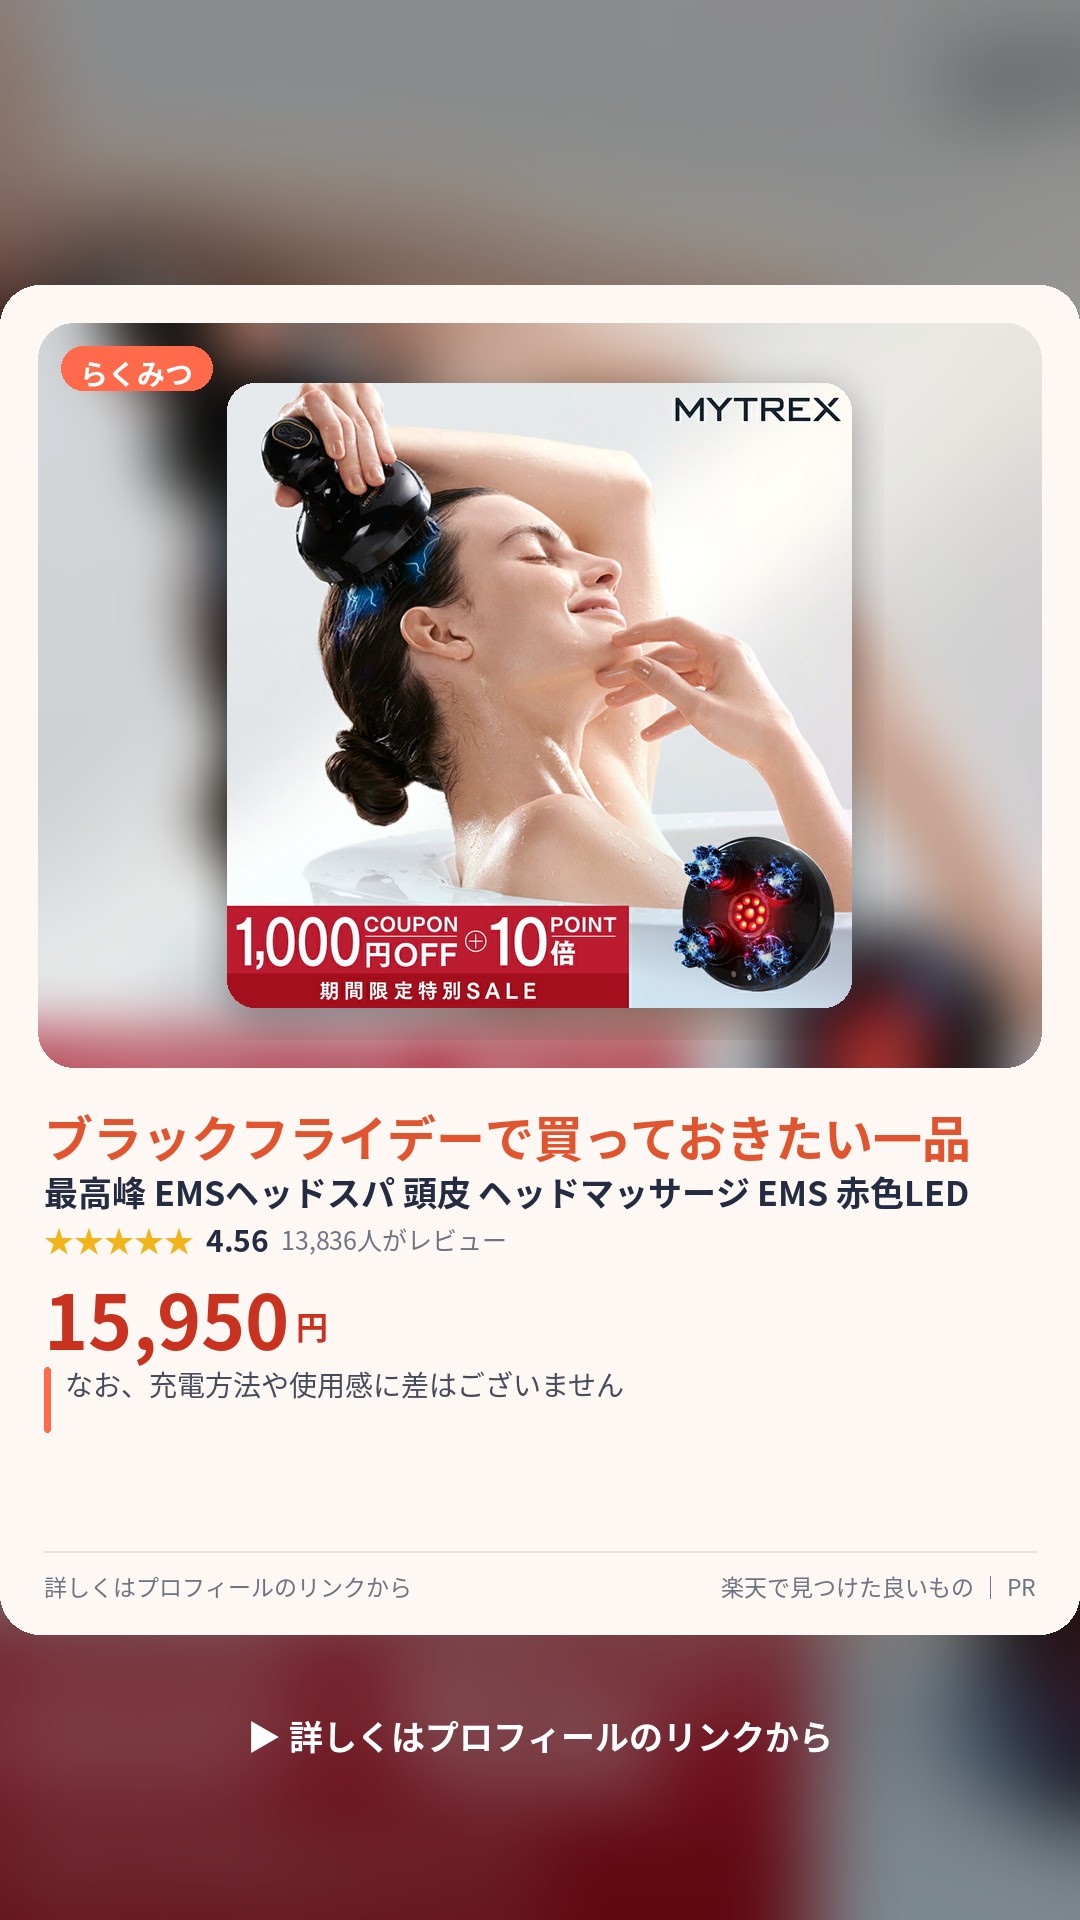 らくみつ
MYTREX
1,000 COUPON 円OFF ⊕ 10 POINT 倍
期間限定特別SALE
ブラックフライデーで買っておきたい一品
最高峰 EMSヘッドスパ 頭皮 ヘッドマッサージ EMS 赤色LED
★★★★★ 4.56 13,836人がレビュー
15,950円
なお、充電方法や使用感に差はございません
詳しくはプロフィールのリンクから
楽天で見つけた良いもの | PR
▶ 詳しくはプロフィールのリンクから